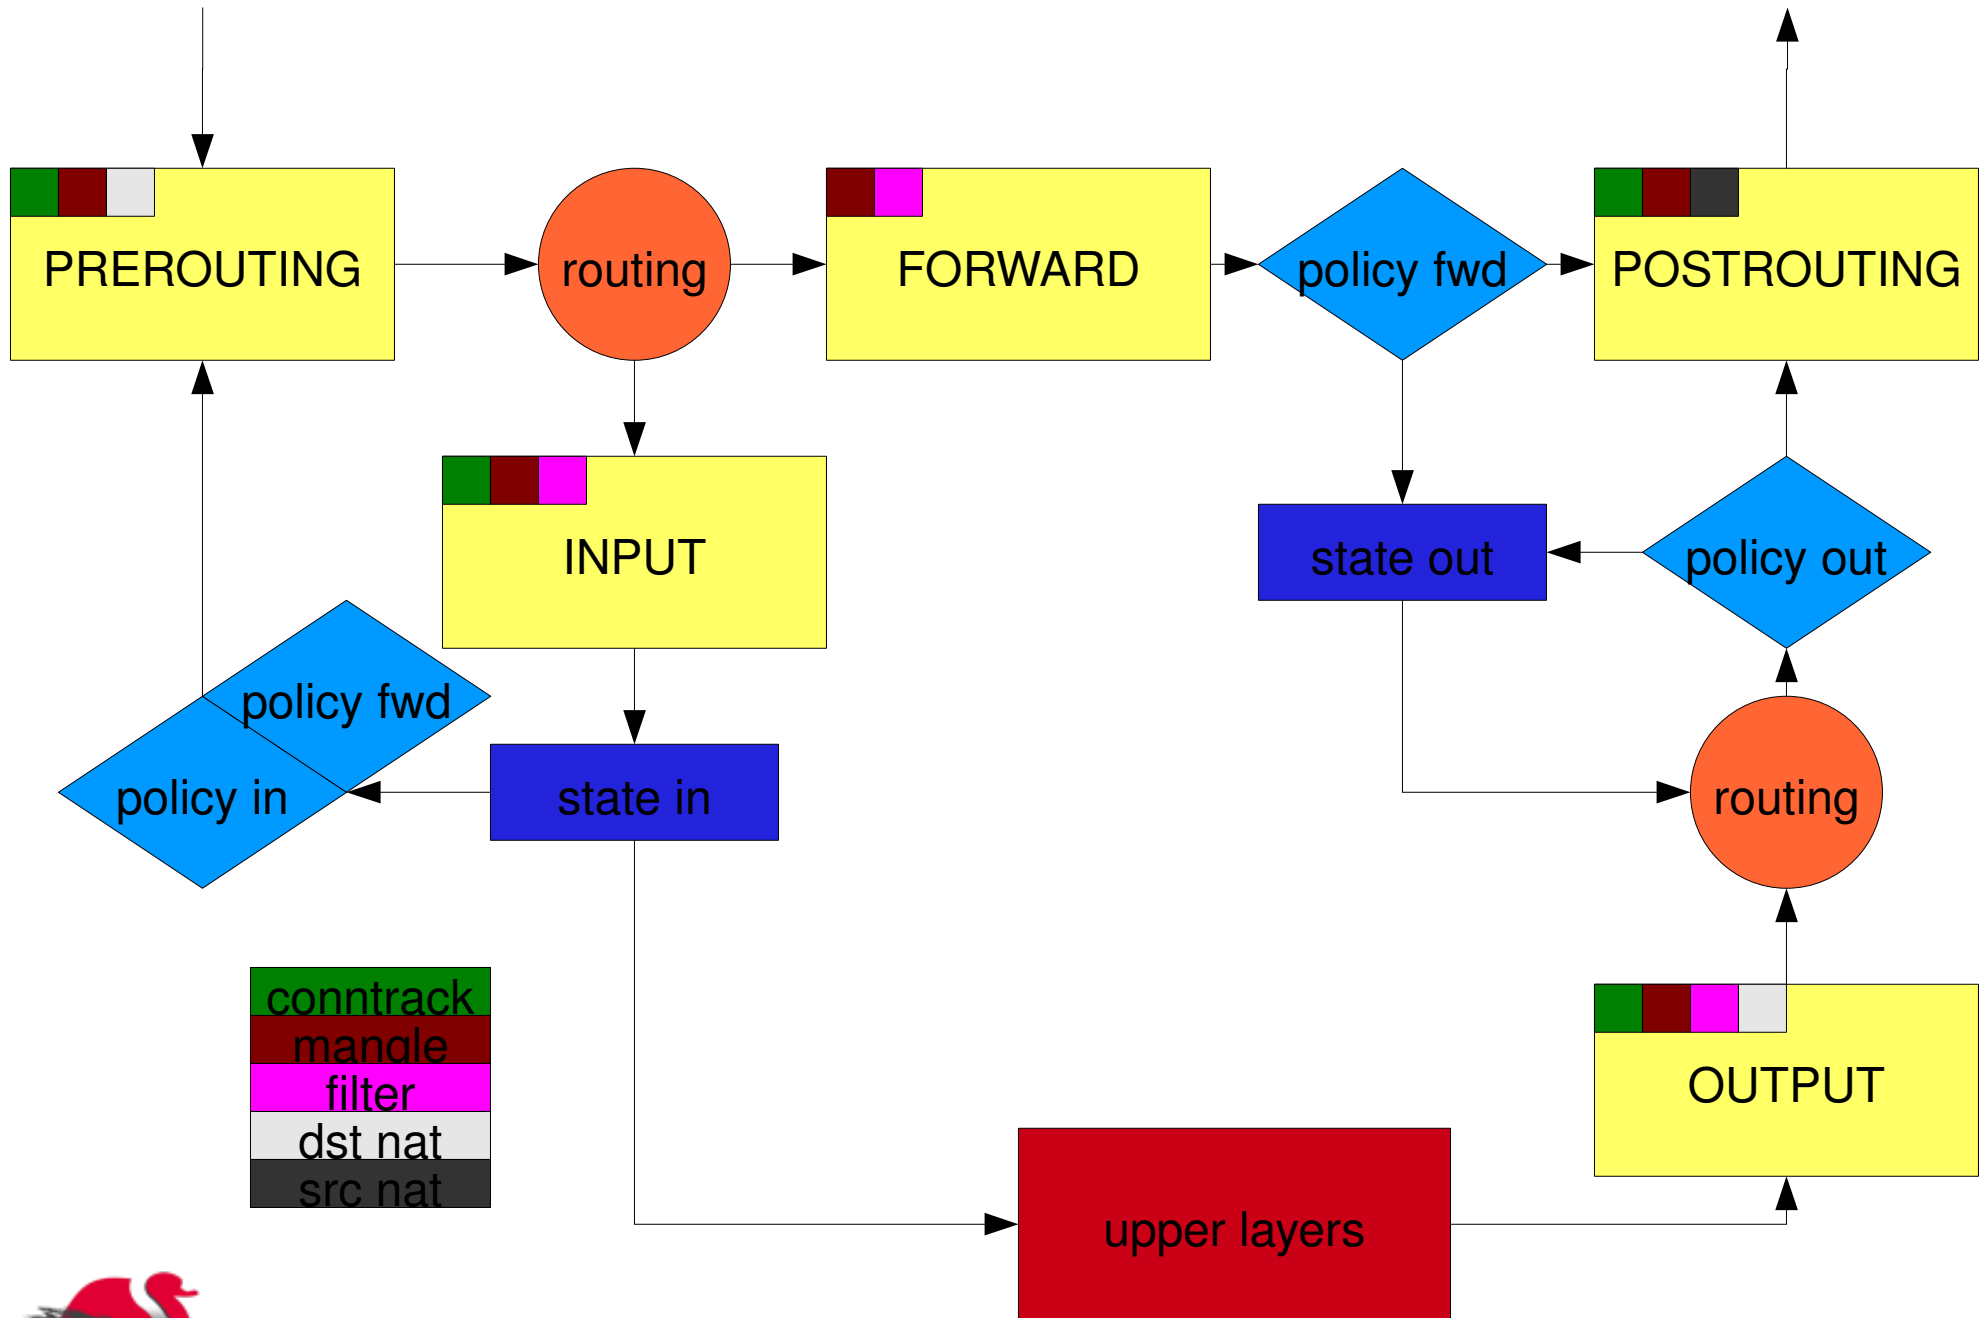 PREROUTING
routing
FORWARD
policy fwd
POSTROUTING
INPUT
state out
policy out
policy fwd
policy in
state in
routing
conntrack
mangle
filter
dst nat
src nat
OUTPUT
upper layers